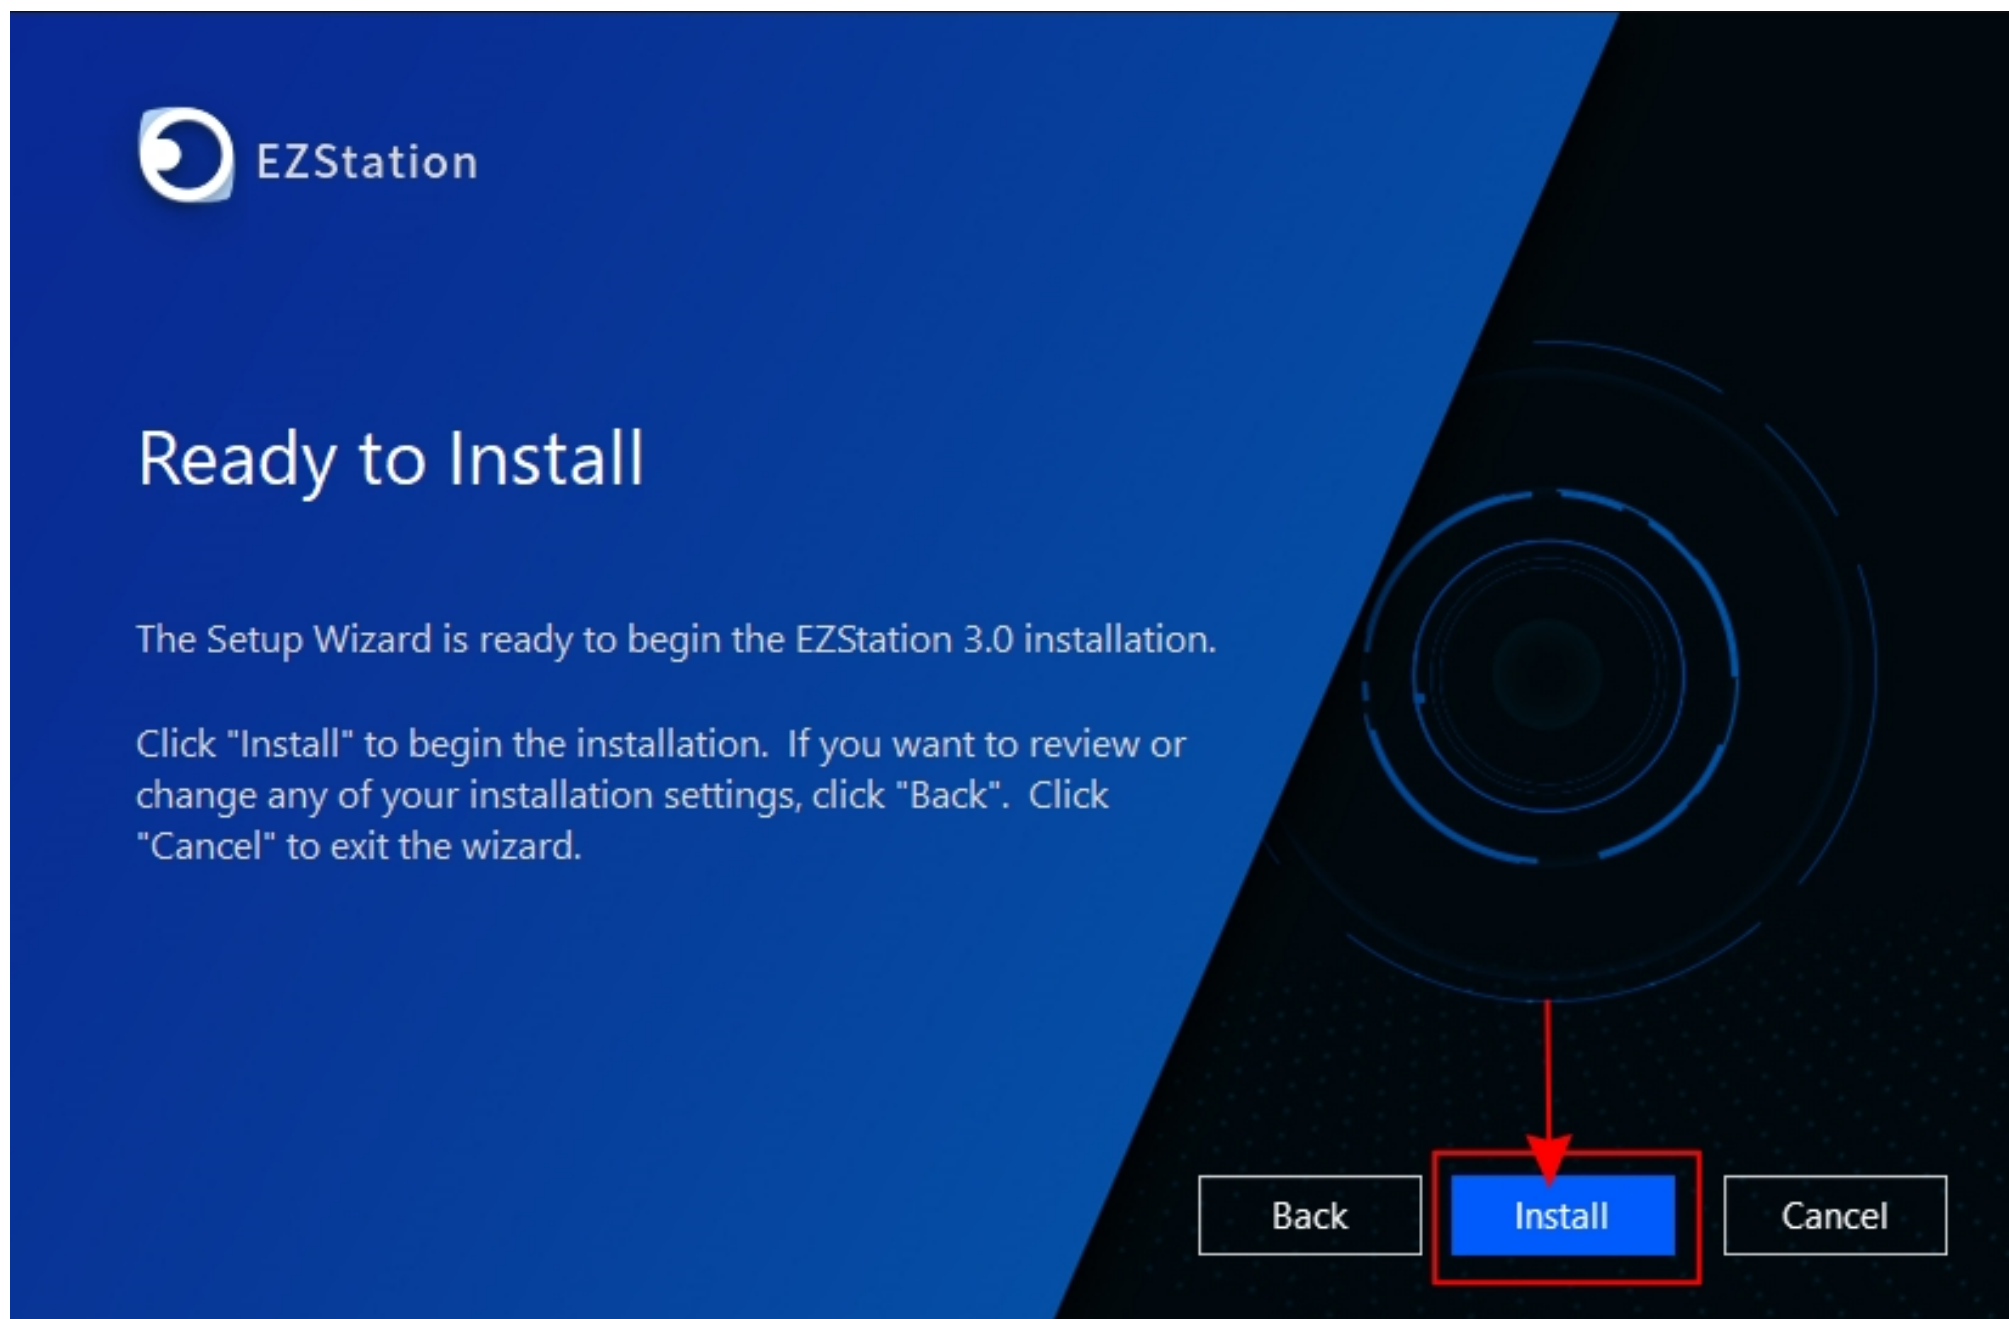 EZStation
Ready to Install
The Setup Wizard is ready to begin the EZStation 3.0 installation.
Click "Install" to begin the installation.  If you want to review or
change any of your installation settings, click "Back".  Click
"Cancel" to exit the wizard.
Back
Install
Cancel